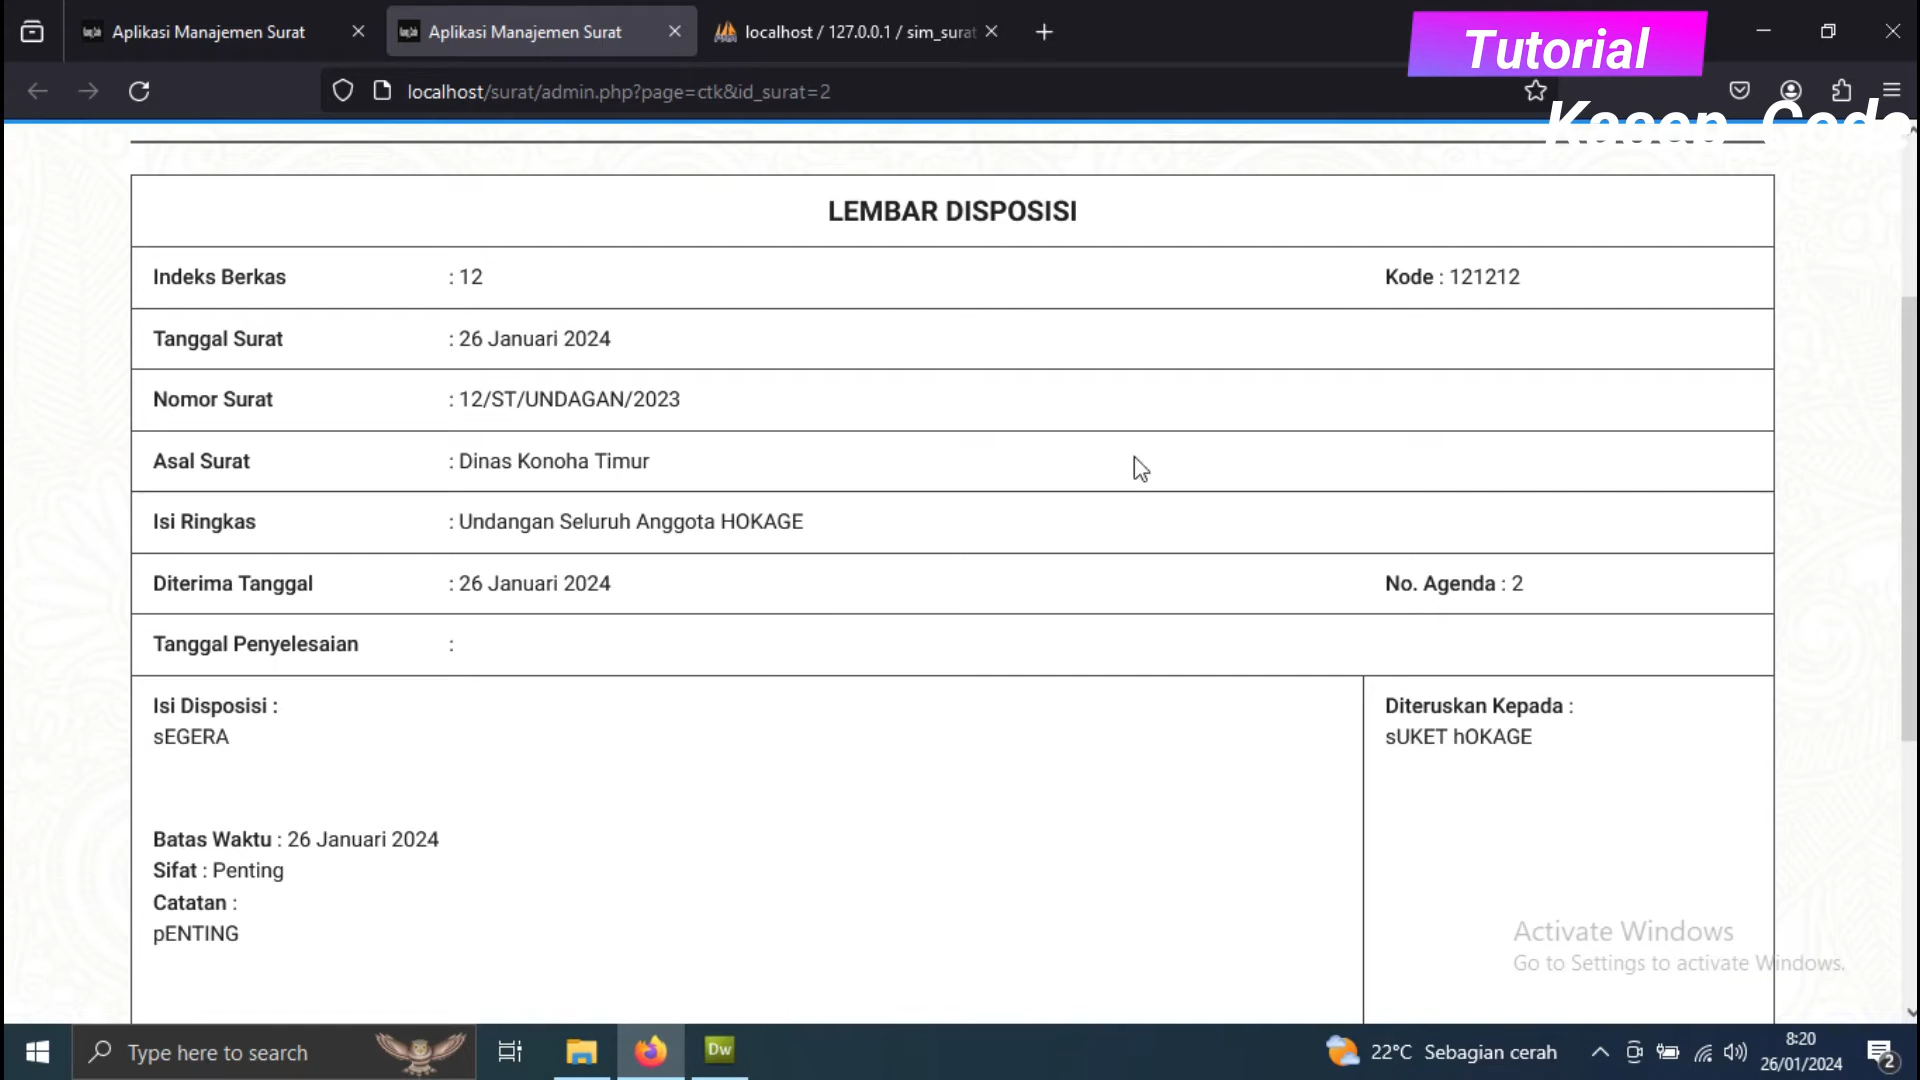 Aplikasi Manajemen Surat
Aplikasi Manajemen Surat
localhost / 127.0.0.1 / sim_surat
Tutorial
localhost/surat/admin.php?page=ctk&id_surat=2
Kasep Code
LEMBAR DISPOSISI
Indeks Berkas : 12 Kode : 121212
Tanggal Surat : 26 Januari 2024
Nomor Surat : 12/ST/UNDAGAN/2023
Asal Surat : Dinas Konoha Timur
Isi Ringkas : Undangan Seluruh Anggota HOKAGE
Diterima Tanggal : 26 Januari 2024 No. Agenda : 2
Tanggal Penyelesaian :
Isi Disposisi :
sEGERA
Diteruskan Kepada :
sUKET hOKAGE
Batas Waktu : 26 Januari 2024
Sifat : Penting
Catatan :
pENTING
Activate Windows
Go to Settings to activate Windows.
Type here to search
Dw
22°C Sebagian cerah
8:20
26/01/2024
2